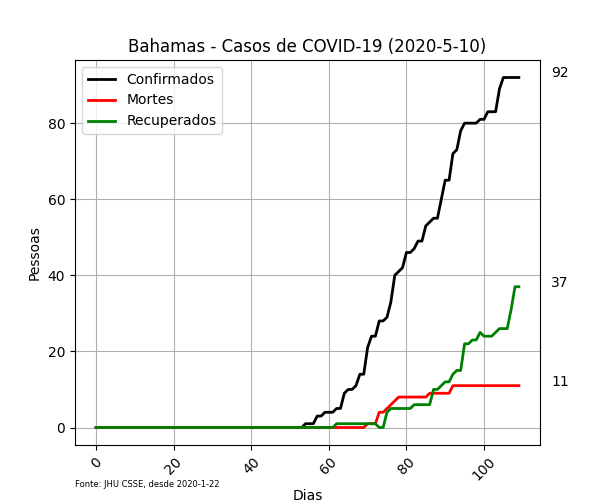 Bahamas - Casos de COVID-19 (2020-5-10)
Confirmados
Mortes
Recuperados
92
37
11
80
60
40
20
0
Pessoas
0 20 40 60 80 100
Fonte: JHU CSSE, desde 2020-1-22
Dias